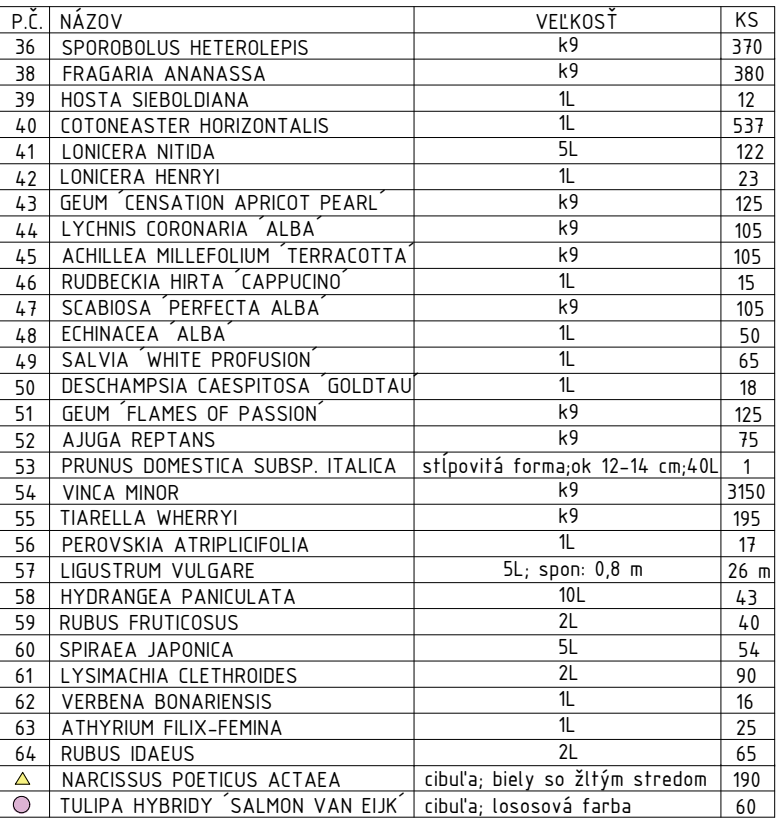 P.Č. NÁZOV VEĽKOSŤ KS
36 SPOROBOLUS HETEROLEPIS k9 370
38 FRAGARIA ANANASSA k9 380
39 HOSTA SIEBOLDIANA 1L 12
40 COTONEASTER HORIZONTALIS 1L 537
41 LONICERA NITIDA 5L 122
42 LONICERA HENRYI 1L 23
43 GEUM ´CENSATION APRICOT PEARL´ k9 125
44 LYCHNIS CORONARIA ´ALBA´ k9 105
45 ACHILLEA MILLEFOLIUM ´TERRACOTTA´ k9 105
46 RUDBECKIA HIRTA ´CAPPUCINO´ 1L 15
47 SCABIOSA ´PERFECTA ALBA´ k9 105
48 ECHINACEA ´ALBA´ 1L 50
49 SALVIA ´WHITE PROFUSION´ 1L 65
50 DESCHAMPSIA CAESPITOSA ´GOLDTAU´ 1L 18
51 GEUM ´FLAMES OF PASSION´ k9 125
52 AJUGA REPTANS k9 75
53 PRUNUS DOMESTICA SUBSP. ITALICA stĺpovitá forma;ok 12-14 cm;40L 1
54 VINCA MINOR k9 3150
55 TIARELLA WHERRYI k9 195
56 PEROVSKIA ATRIPLICIFOLIA 1L 17
57 LIGUSTRUM VULGARE 5L; spon: 0,8 m 26 m
58 HYDRANGEA PANICULATA 10L 43
59 RUBUS FRUTICOSUS 2L 40
60 SPIRAEA JAPONICA 5L 54
61 LYSIMACHIA CLETHROIDES 2L 90
62 VERBENA BONARIENSIS 1L 16
63 ATHYRIUM FILIX-FEMINA 1L 25
64 RUBUS IDAEUS 2L 65
NARCISSUS POETICUS ACTAEA cibuľa; biely so žltým stredom 190
TULIPA HYBRIDY ´SALMON VAN EIJK´ cibuľa; lososová farba 60